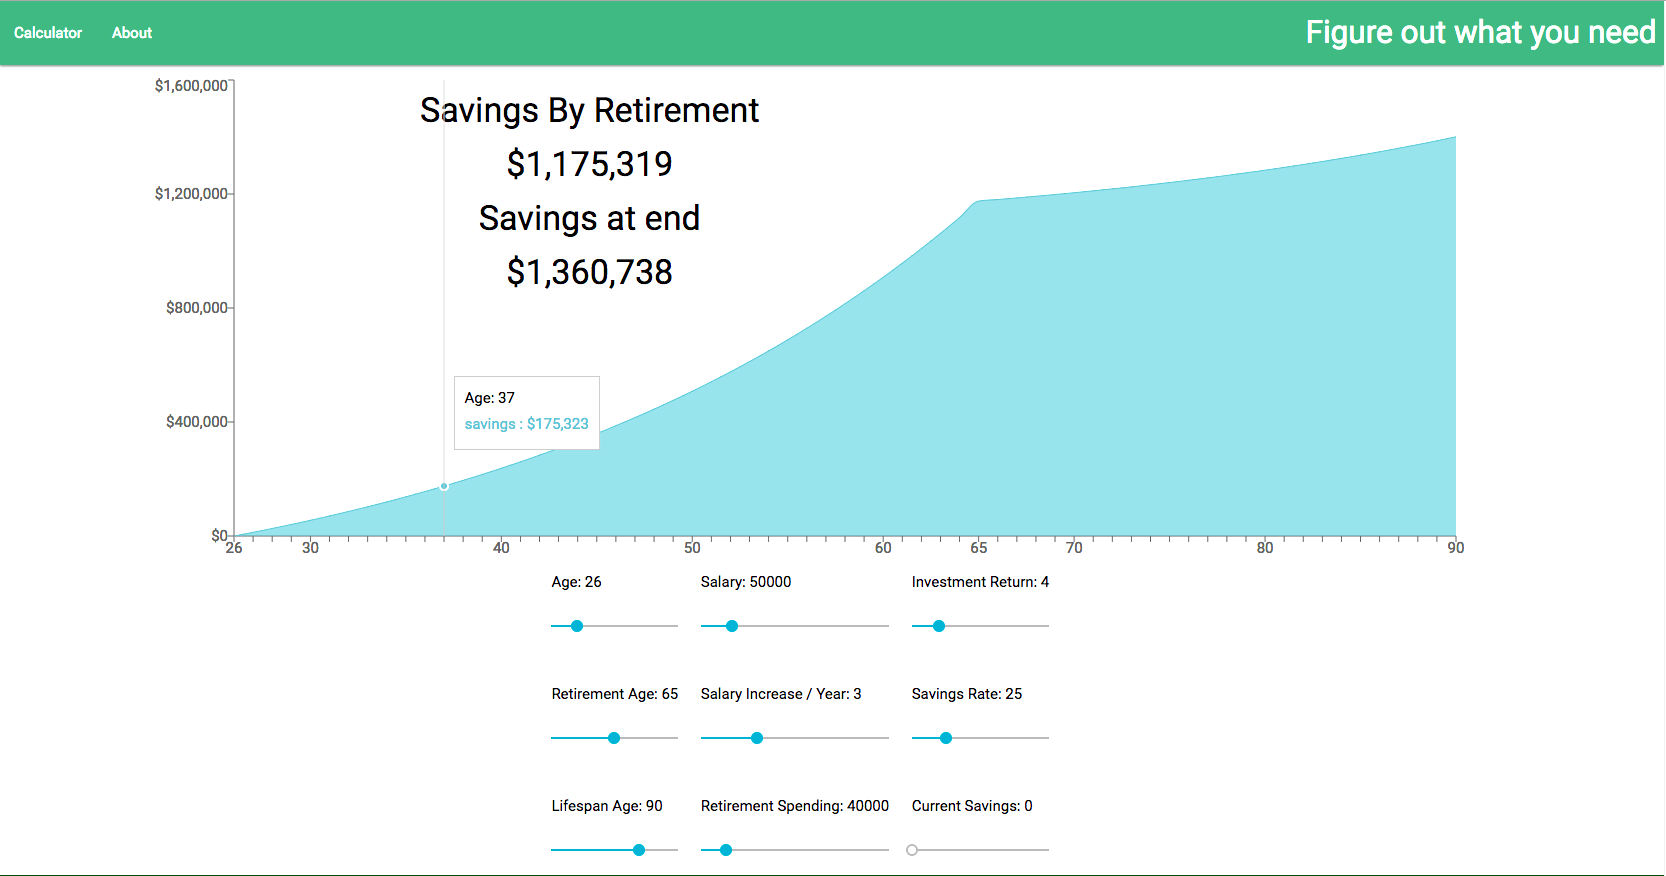 Calculator About Figure out what you need
$1,600,000
Savings By Retirement
$1,175,319
$1,200,000
Savings at end
$1,360,738
$800,000
Age: 37
$400,000
savings : $175,323
$0
26 30 40 50 60 65 70 80 90
Age: 26 Salary: 50000 Investment Return: 4
Retirement Age: 65 Salary Increase / Year: 3 Savings Rate: 25
Lifespan Age: 90 Retirement Spending: 40000 Current Savings: 0